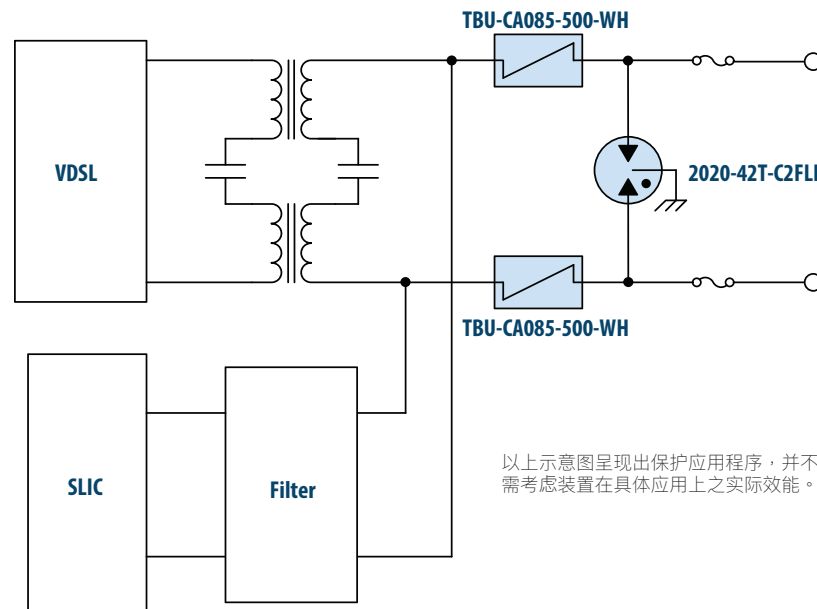 TBU-CA085-500-WH
VDSL
2020-42T-C2FLI
TBU-CA085-500-WH
SLIC
Filter
以上示意图呈现出保护应用程序，并不
需考虑装置在具体应用上之实际效能。